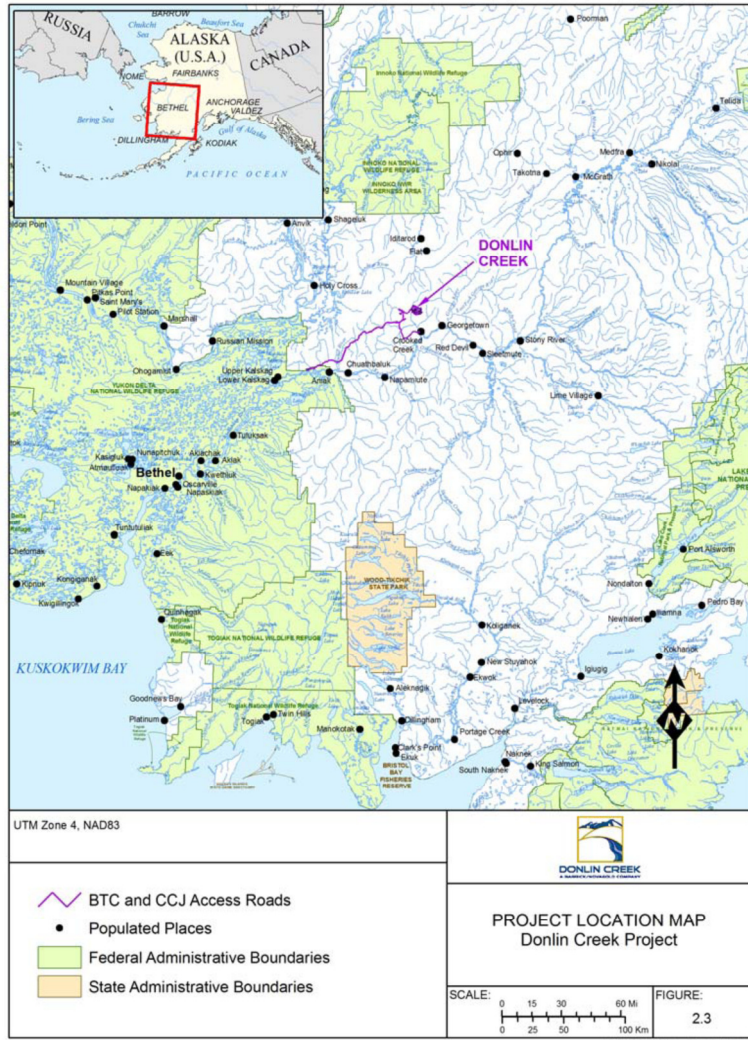 BARROW
Chukchi
Sea
Beaufort Sea
RUSSIA
ALASKA
(U.S.A.)
CANADA
NOME
FAIRBANKS
BETHEL
ANCHORAGE
VALDEZ
Bering Sea
Gulf of Alaska
DILLINGHAM
KODIAK
PACIFIC OCEAN
Poorman
Innoko National Wildlife Refuge
Telida
Ophir
Medfra
Nikolai
Takotna
McGrath
INNOKO NATIONAL
WILDLIFE REFUGE
INNOKO NWR
WILDERNESS AREA
Anvik
Shageluk
Iditarod
Flat
DONLIN
CREEK
Mountain Village
Pitkas Point
Saint Mary's
Pilot Station
Holy Cross
Marshall
Russian Mission
Crooked
Creek
Georgetown
Red Devil
Sleetmute
Stony River
Ohogamiut
Upper Kalskag
Lower Kalskag
Chuathbaluk
Aniak
Napaimute
YUKON DELTA
NATIONAL WILDLIFE REFUGE
Lime Village
Tuluksak
Kasigluk
Nunapitchuk
Atmautluak
Akiachak
Akiak
Bethel
Kwethluk
Oscarville
Napakiak
Napaskiak
Tuntutuliak
Eek
Chefornak
Kipnuk
Kongiganak
Kwigillingok
WOOD-TIKCHIK
STATE PARK
Port Alsworth
Nondalton
Pedro Bay
Iliamna
Newhalen
Kokhanok
Quinhagak
Togiak
National
Wildlife
Refuge
TOGIAK NATIONAL WILDLIFE REFUGE
Koliganek
New Stuyahok
Ekwok
Igiugig
KUSKOKWIM BAY
Goodnews Bay
Platinum
Togiak National Wildlife Refuge
Togiak
Twin Hills
Manokotak
Aleknagik
Dillingham
Levelock
Portage Creek
Clark's Point
Ekuk
BRISTOL
BAY
FISHERIES
RESERVE
Naknek
South Naknek
King Salmon
N
UTM Zone 4, NAD83
DONLIN CREEK
BTC and CCJ Access Roads
Populated Places
Federal Administrative Boundaries
State Administrative Boundaries
PROJECT LOCATION MAP
Donlin Creek Project
SCALE:
0 15 30 60 Mi
0 25 50 100 Km
FIGURE:
2.3